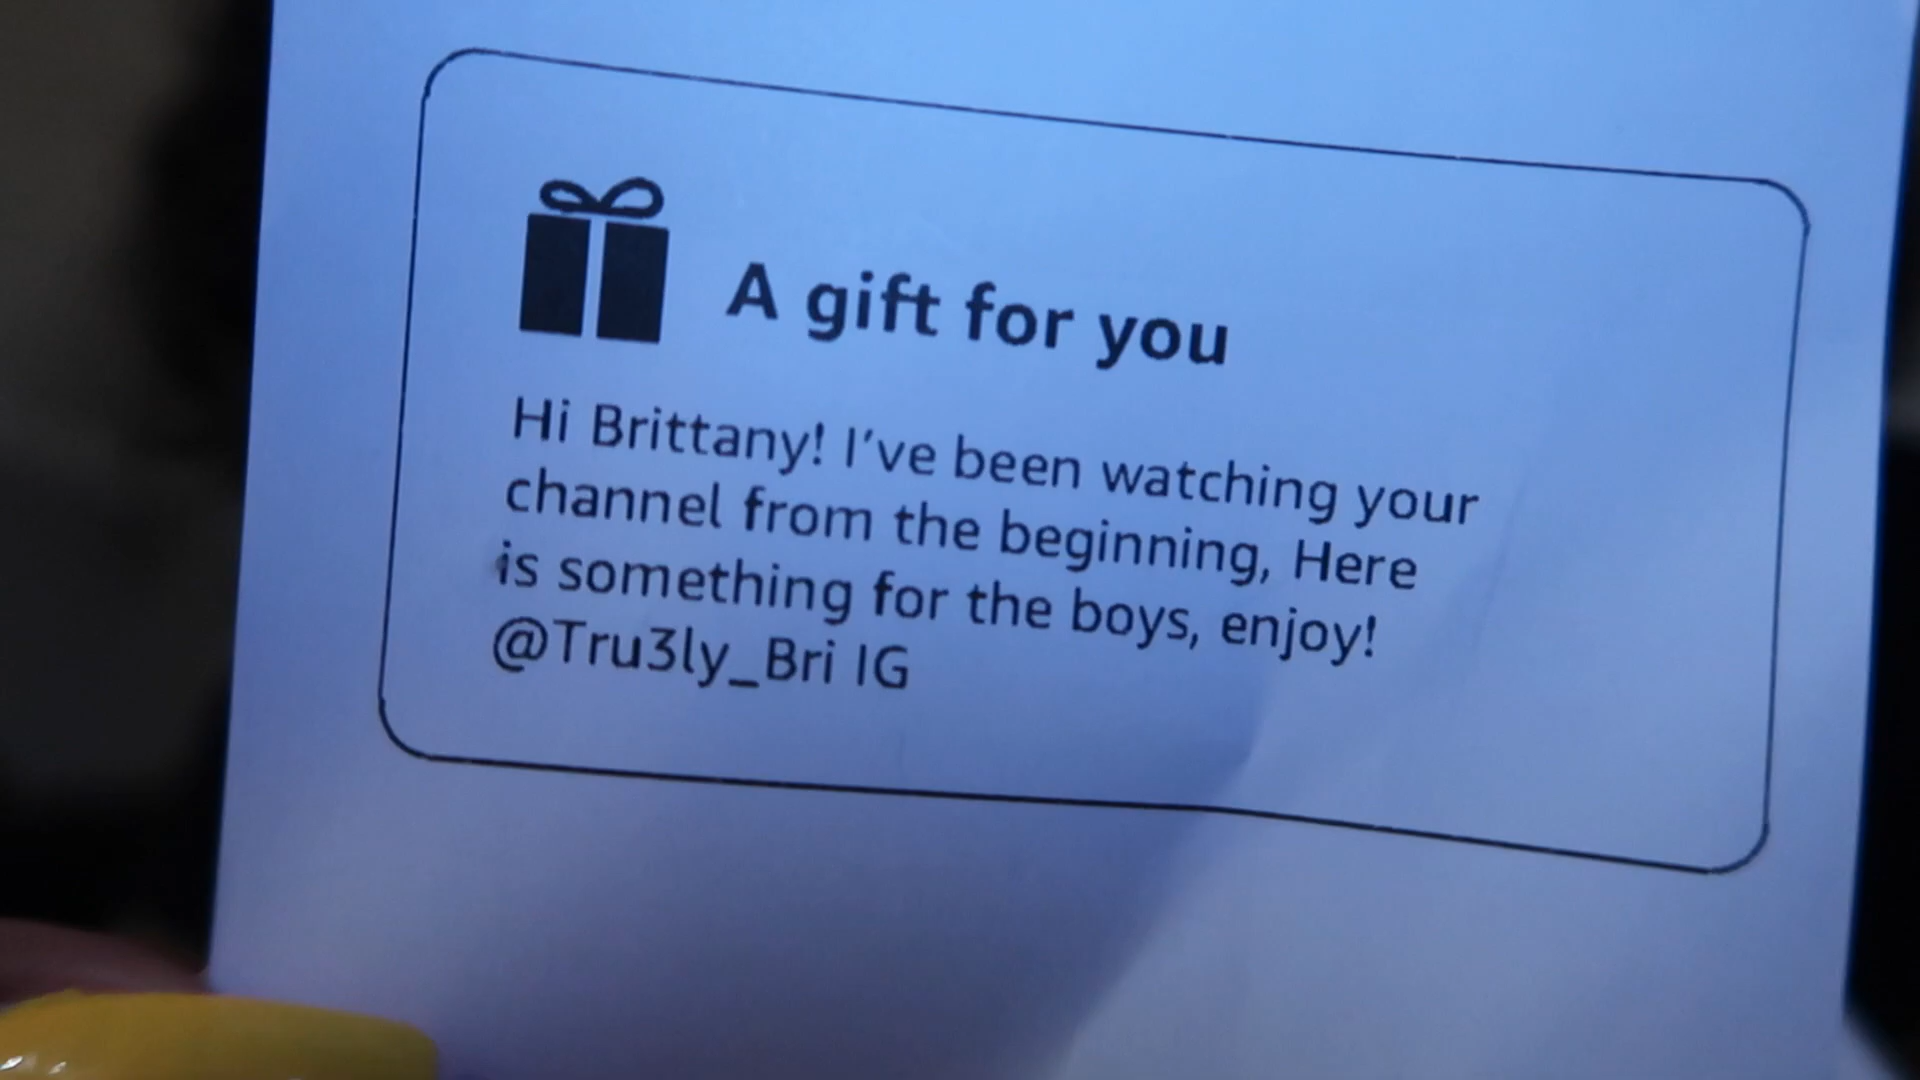 A gift for you
Hi Brittany! I've been watching your
channel from the beginning, Here
is something for the boys, enjoy!
@Tru3ly_Bri IG